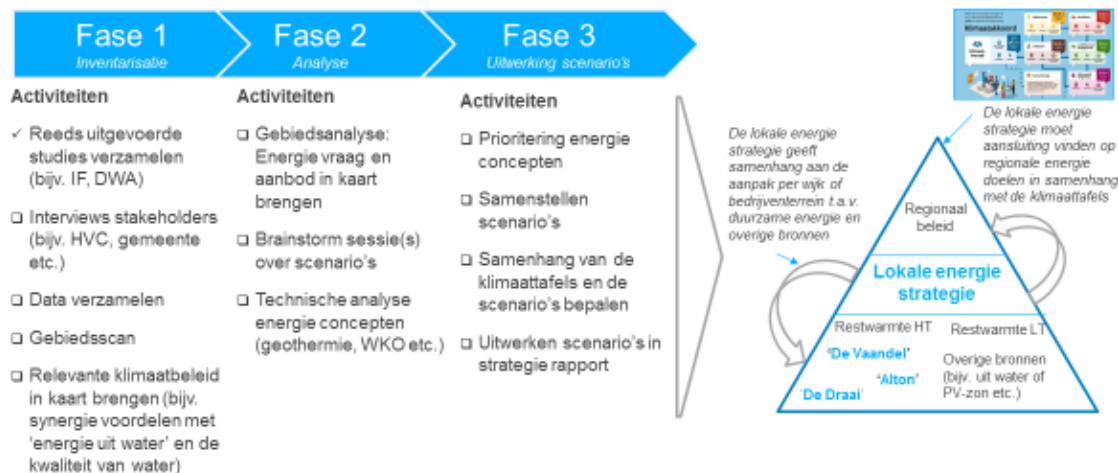 Fase 1
Inventarisatie
Fase 2
Analyse
Fase 3
Uitwerking scenario's
Activiteiten
✓ Reeds uitgevoerde
studies verzamelen
(bijv. IF, DWA)
❑ Interviews stakeholders
(bijv. HVC, gemeente
etc.)
❑ Data verzamelen
❑ Gebiedsscan
❑ Relevante klimaatbeleid
in kaart brengen (bijv.
synergie voordelen met
'energie uit water' en de
kwaliteit van water)
Activiteiten
❑ Gebiedsanalyse:
Energie vraag en
aanbod in kaart
brengen
❑ Brainstorm sessie(s)
over scenario's
❑ Technische analyse
energie concepten
(geothermie, WKO etc.)
Activiteiten
❑ Prioritering energie
concepten
❑ Samenstellen
scenario's
❑ Samenhang van de
klimaattafels en de
scenario's bepalen
❑ Uitwerken scenario's in
strategie rapport
De lokale energie
strategie geeft
samenhang aan de
aanpak per wijk of
bedrijventerrein t.a.v.
duurzame energie en
overige bronnen
Klimaatakkoord
De lokale energie
strategie moet
aansluiting vinden op
regionale energie
doelen in samenhang
met de klimaattafels
Regionaal
beleid
Lokale energie
strategie
Restwarmte HT
'De Vaandel'
'Alton'
'De Draai'
Restwarmte LT
Overige bronnen
(bijv. uit water of
PV-zon etc.)